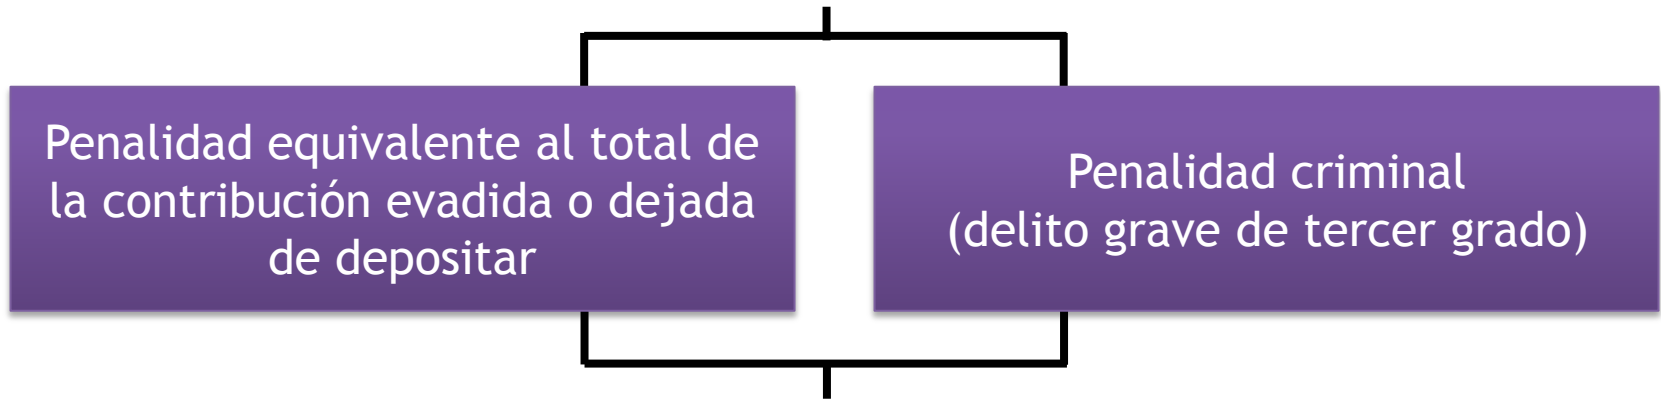 Penalidad equivalente al total de
la contribución evadida o dejada
de depositar
Penalidad criminal
(delito grave de tercer grado)